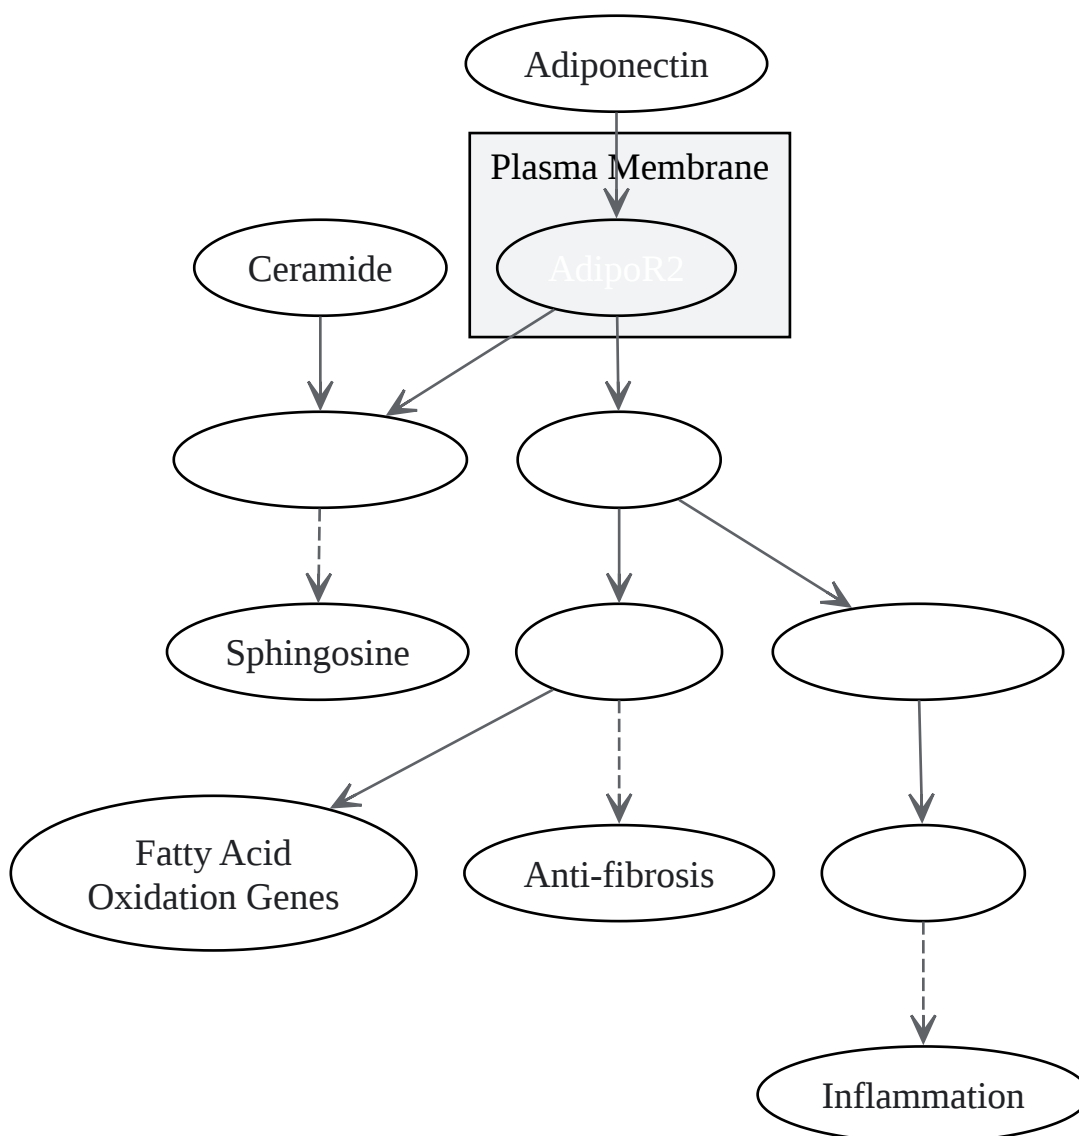 Adiponectin
Plasma Membrane
Ceramide
AdipoR2
Sphingosine
Fatty Acid
Oxidation Genes
Anti-fibrosis
Inflammation